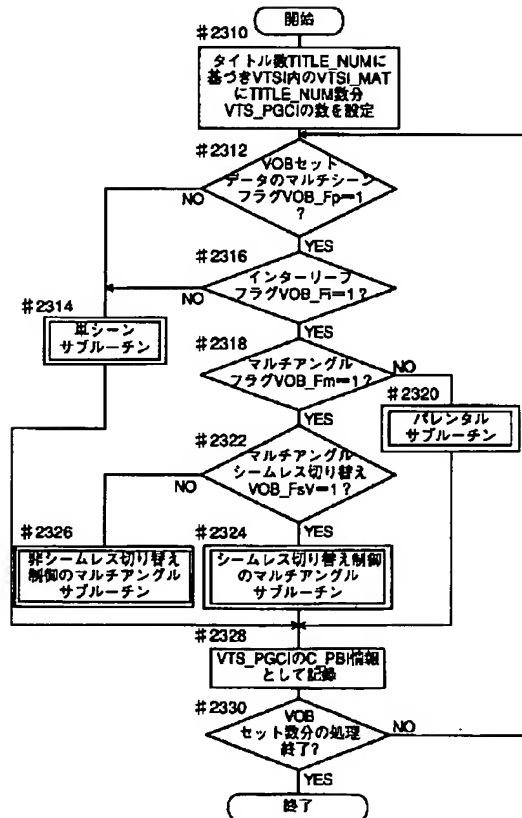 開始
#2310
タイトル数TITLE_NUMに
基づきVTSI内のVTSI_MAT
にTITLE_NUM数分
VTS_PGCIの数を設定
#2312
VOBセット
データのマルチシーン
フラグVOB_Fp=1
?
NO
YES
#2316
インターリーブ
フラグVOB_Fi=1?
NO
YES
#2314
単シーン
サブルーチン
#2318
マルチアングル
フラグVOB_Fm=1?
NO
YES
#2320
パレンタル
サブルーチン
#2322
マルチアングル
シームレス切り替え
VOB_FsV=1?
NO
YES
#2326
非シームレス切り替え
制御のマルチアングル
サブルーチン
#2324
シームレス切り替え制御
のマルチアングル
サブルーチン
#2328
VTS_PGCIのC_PBI情報
として記録
#2330
VOB
セット数分の処理
終了?
NO
YES
終了